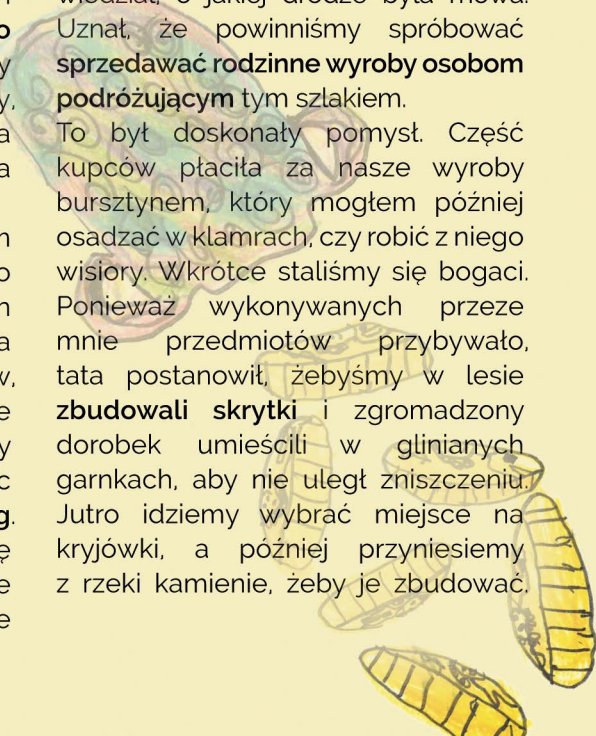 Uznał, że powinniśmy spróbować
sprzedawać rodzinne wyroby osobom
podróżującym tym szlakiem.
To był doskonały pomysł. Część
kupców płaciła za nasze wyroby
bursztynem, który mogłem później
osadzać w klamrach, czy robić z niego
wisiory. Wkrótce staliśmy się bogaci.
Ponieważ wykonywanych przeze
mnie przedmiotów przybywało,
tata postanowił, żebyśmy w lesie
zbudowali skrytki i zgromadzony
dorobek umieścili w glinianych
garnkach, aby nie uległ zniszczeniu.
Jutro idziemy wybrać miejsce na
kryjówki, a później przyniesiemy
z rzeki kamienie, żeby je zbudować.